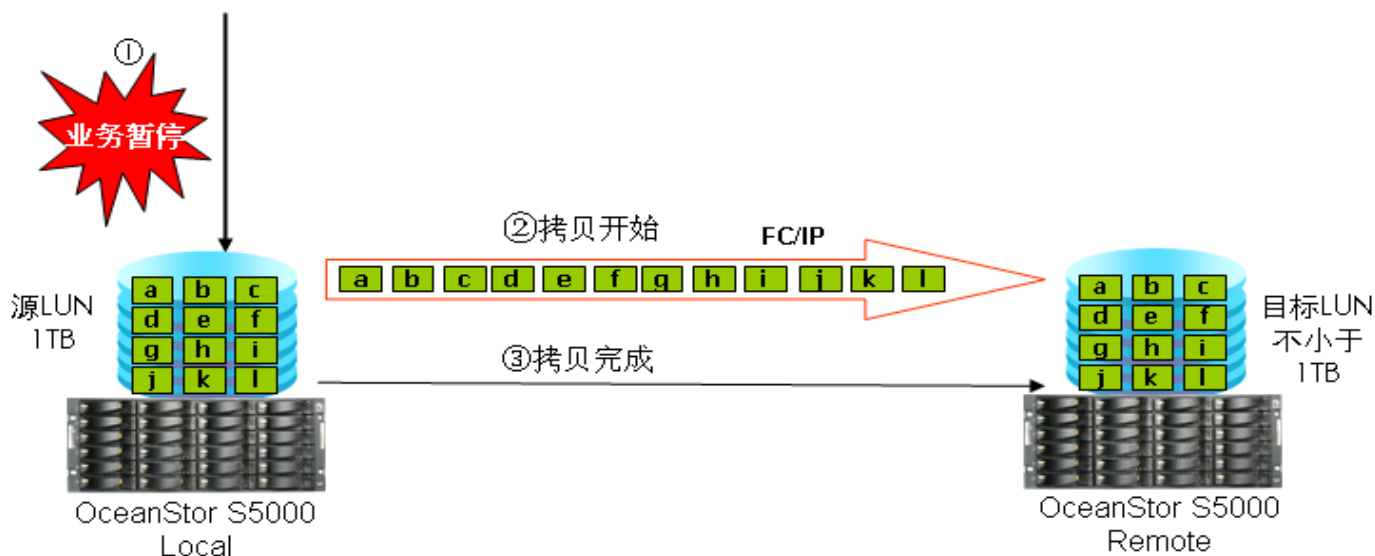 ①
业务暂停
②拷贝开始
FC/IP
a b c d e f g h i j k l
源LUN
1TB
a b c
d e f
g h i
j k l
③拷贝完成
a b c
d e f
g h i
j k l
目标LUN
不小于
1TB
OceanStor S5000
Local
OceanStor S5000
Remote